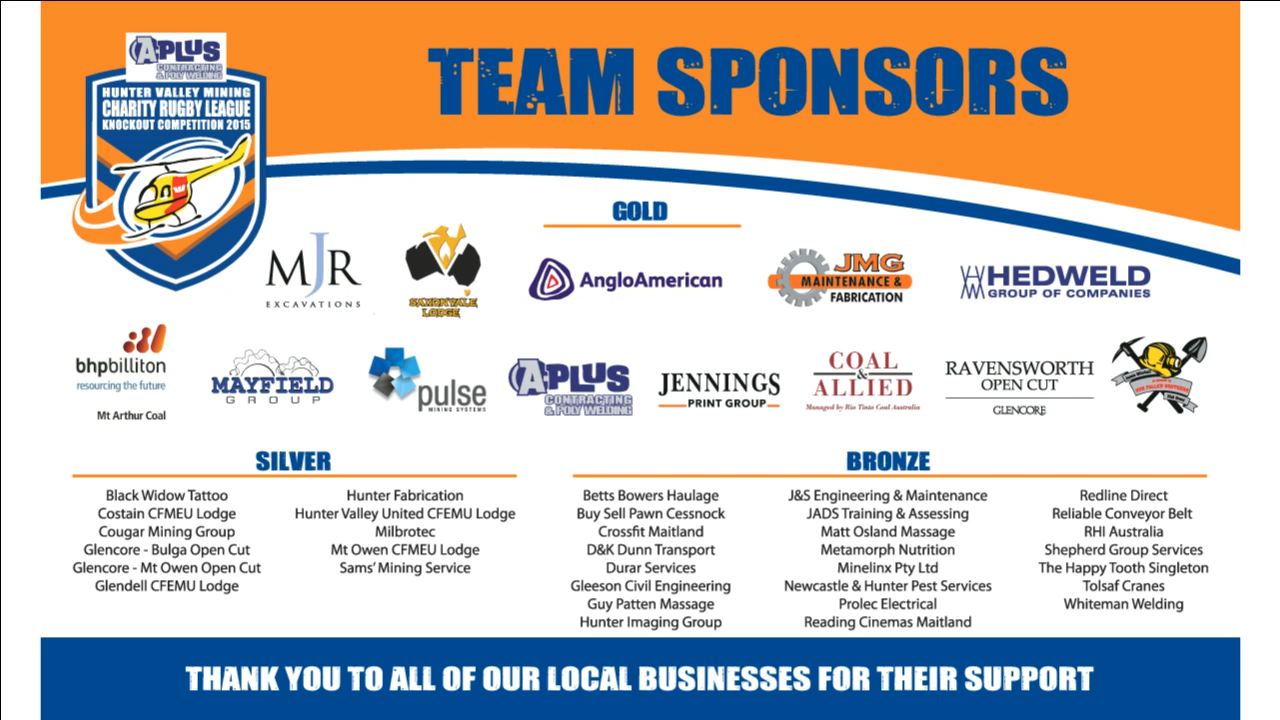 APLUS
CONTRACTING
& POLY WELDING
HUNTER VALLEY MINING
CHARITY RUGBY LEAGUE
KNOCKOUT COMPETITION 2015
TEAM SPONSORS
GOLD
MJR
EXCAVATIONS
SAXONVALE
LODGE
AngloAmerican
JMG
MAINTENANCE &
FABRICATION
HEDWELD
GROUP OF COMPANIES
bhpbilliton
resourcing the future
Mt Arthur Coal
MAYFIELD
GROUP
pulse
MINING SYSTEMS
APLUS
CONTRACTING
& POLY WELDING
JENNINGS
PRINT GROUP
COAL
&
ALLIED
Managed by Rio Tinto Coal Australia
RAVENSWORTH
OPEN CUT
GLENCORE
SILVER
Black Widow Tattoo
Costain CFMEU Lodge
Cougar Mining Group
Glencore - Bulga Open Cut
Glencore - Mt Owen Open Cut
Glendell CFEMU Lodge
Hunter Fabrication
Hunter Valley United CFEMU Lodge
Milbrotec
Mt Owen CFMEU Lodge
Sams' Mining Service
BRONZE
Betts Bowers Haulage
Buy Sell Pawn Cessnock
Crossfit Maitland
D&K Dunn Transport
Durar Services
Gleeson Civil Engineering
Guy Patten Massage
Hunter Imaging Group
J&S Engineering & Maintenance
JADS Training & Assessing
Matt Osland Massage
Metamorph Nutrition
Minelinx Pty Ltd
Newcastle & Hunter Pest Services
Prolec Electrical
Reading Cinemas Maitland
Redline Direct
Reliable Conveyor Belt
RHI Australia
Shepherd Group Services
The Happy Tooth Singleton
Tolsaf Cranes
Whiteman Welding
THANK YOU TO ALL OF OUR LOCAL BUSINESSES FOR THEIR SUPPORT